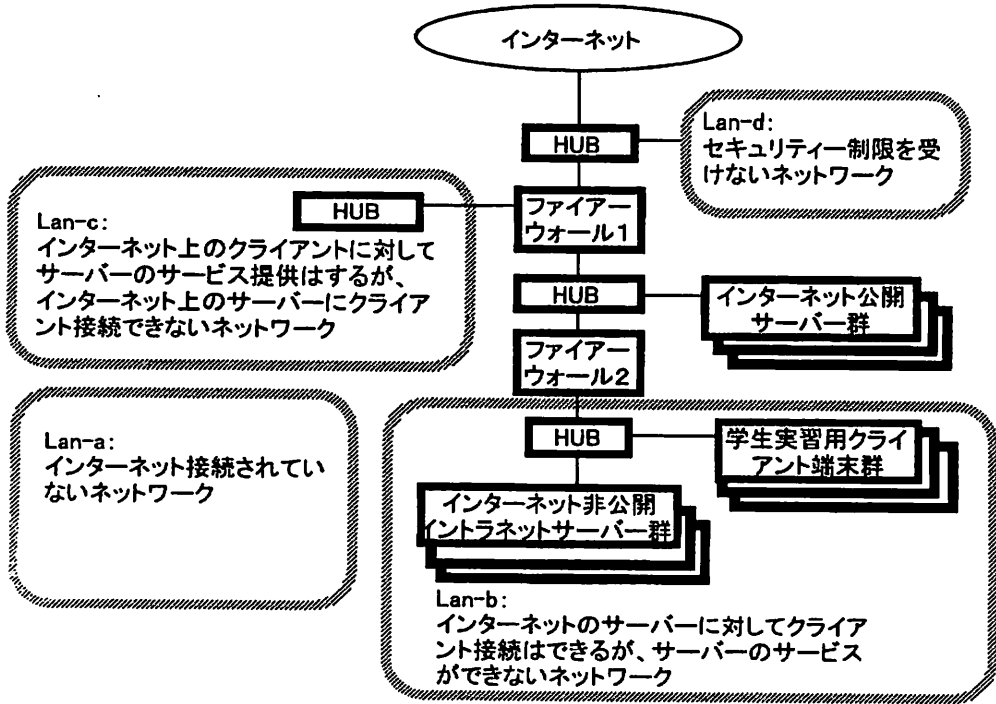 インターネット
HUB
Lan-d:
セキュリティー制限を受
けないネットワーク
HUB
ファイアー
ウォール1
Lan-c:
インターネット上のクライアントに対して
サーバーのサービス提供はするが、
インターネット上のサーバーにクライア
ント接続できないネットワーク
HUB
インターネット公開
サーバー群
ファイアー
ウォール2
Lan-a:
インターネット接続されてい
ないネットワーク
HUB
学生実習用クライ
アント端末群
インターネット非公開
イントラネットサーバー群
Lan-b:
インターネットのサーバーに対してクライア
ント接続はできるが、サーバーのサービス
ができないネットワーク